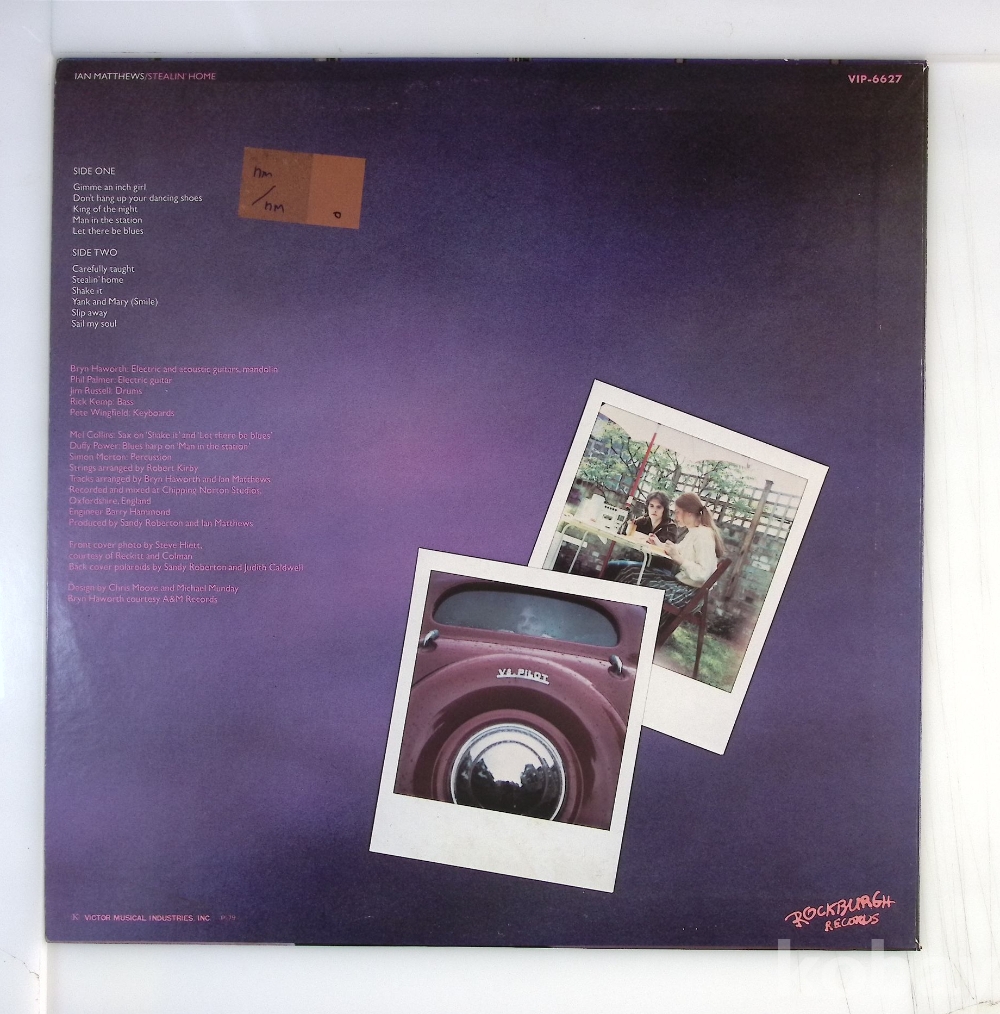 IAN MATTHEWS/STEALIN' HOME
VIP-6627
SIDE ONE
Gimme an inch girl
Don't hang up your dancing shoes
King of the night
Man in the station
Let there be blues
SIDE TWO
Carefully taught
Stealin' home
Shake it
Yank and Mary (Smile)
Slip away
Sail my soul
nm
/nm
Bryn Haworth: Electric and acoustic guitars, mandolin
Phil Palmer: Electric guitar
Jim Russell: Drums
Rick Kemp: Bass
Pete Wingfield: Keyboards
Mel Collins: Sax on 'Shake it' and 'Let there be blues'
Duffy Power: Blues harp on 'Man in the station'
Simon Morton: Percussion
Strings arranged by Robert Kirby
Tracks arranged by Bryn Haworth and Ian Matthews
Recorded and mixed at Chipping Norton Studios,
Oxfordshire, England
Engineer Barry Hammond
Produced by Sandy Roberton and Ian Matthews
Front cover photo by Steve Hiett,
courtesy of Reckitt and Colman
Back cover polaroids by Sandy Roberton and Judith Caldwell
Design by Chris Moore and Michael Munday
Bryn Haworth courtesy A&M Records
V8 PILOT
VICTOR MUSICAL INDUSTRIES, INC.
ROCKBURGH
RECORDS